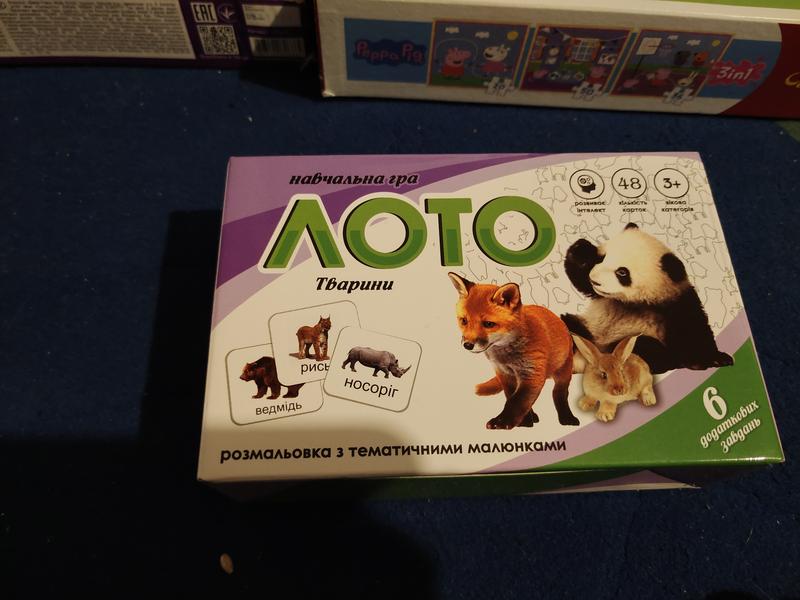 EAC
Peppa Pig
3in1
навчальна гра
ЛОТО
Тварини
розвиває
інтелект
48
кількість
карток
3+
вікова
категорія
рись
ведмідь
носоріг
6
додаткових
завдань
розмальовка з тематичними малюнками